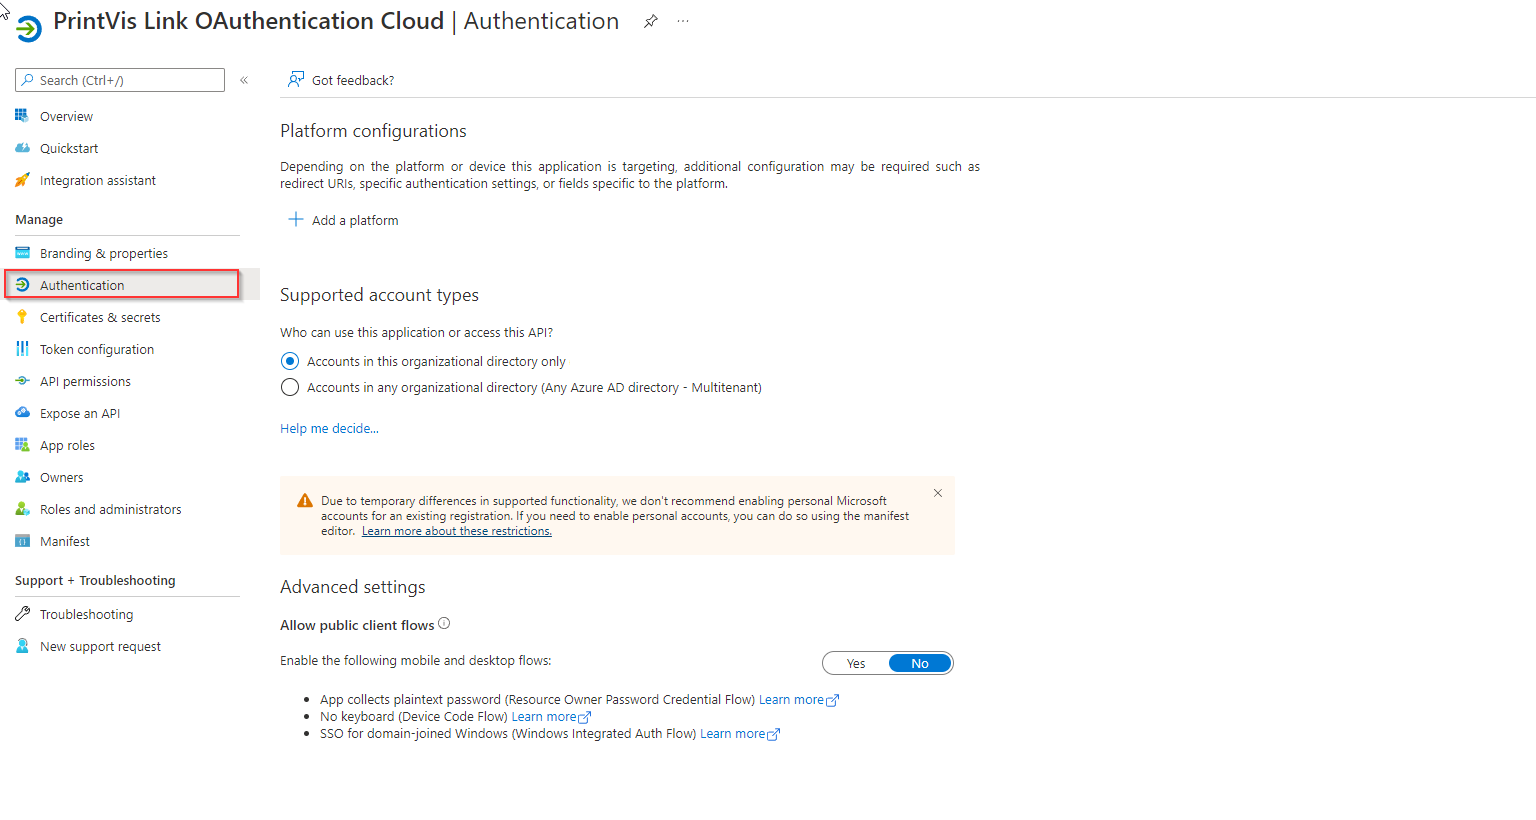 PrintVis Link OAuthentication Cloud | Authentication
Search (Ctrl+/)
«
Overview
Quickstart
Integration assistant
Manage
Branding & properties
Authentication
Certificates & secrets
Token configuration
API permissions
Expose an API
App roles
Owners
Roles and administrators
Manifest
Support + Troubleshooting
Troubleshooting
New support request
Got feedback?
Platform configurations
Depending on the platform or device this application is targeting, additional configuration may be required such as
redirect URIs, specific authentication settings, or fields specific to the platform.
Add a platform
Supported account types
Who can use this application or access this API?
Accounts in this organizational directory only
Accounts in any organizational directory (Any Azure AD directory - Multitenant)
Help me decide...
Due to temporary differences in supported functionality, we don't recommend enabling personal Microsoft
accounts for an existing registration. If you need to enable personal accounts, you can do so using the manifest
editor. Learn more about these restrictions.
Advanced settings
Allow public client flows
Enable the following mobile and desktop flows:
Yes No
• App collects plaintext password (Resource Owner Password Credential Flow) Learn more
• No keyboard (Device Code Flow) Learn more
• SSO for domain-joined Windows (Windows Integrated Auth Flow) Learn more